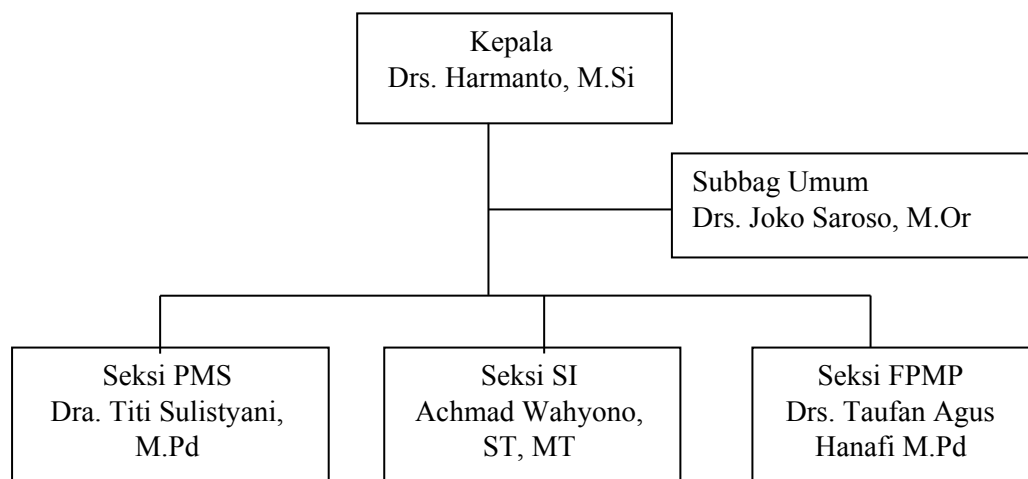 Kepala
Drs. Harmanto, M.Si
Subbag Umum
Drs. Joko Saroso, M.Or
Seksi PMS
Dra. Titi Sulistyani,
M.Pd
Seksi SI
Achmad Wahyono,
ST, MT
Seksi FPMP
Drs. Taufan Agus
Hanafi M.Pd